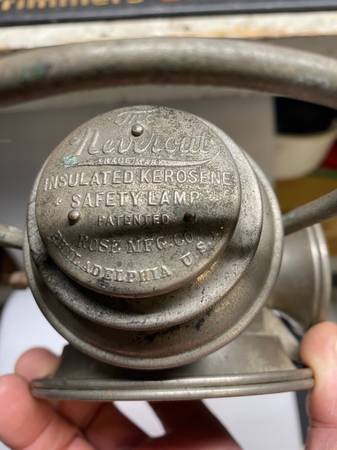 The
Neverout
TRADE MARK
INSULATED KEROSENE
SAFETY LAMP
PATENTED
ROSE MFG. CO.
PHILADELPHIA U.S.